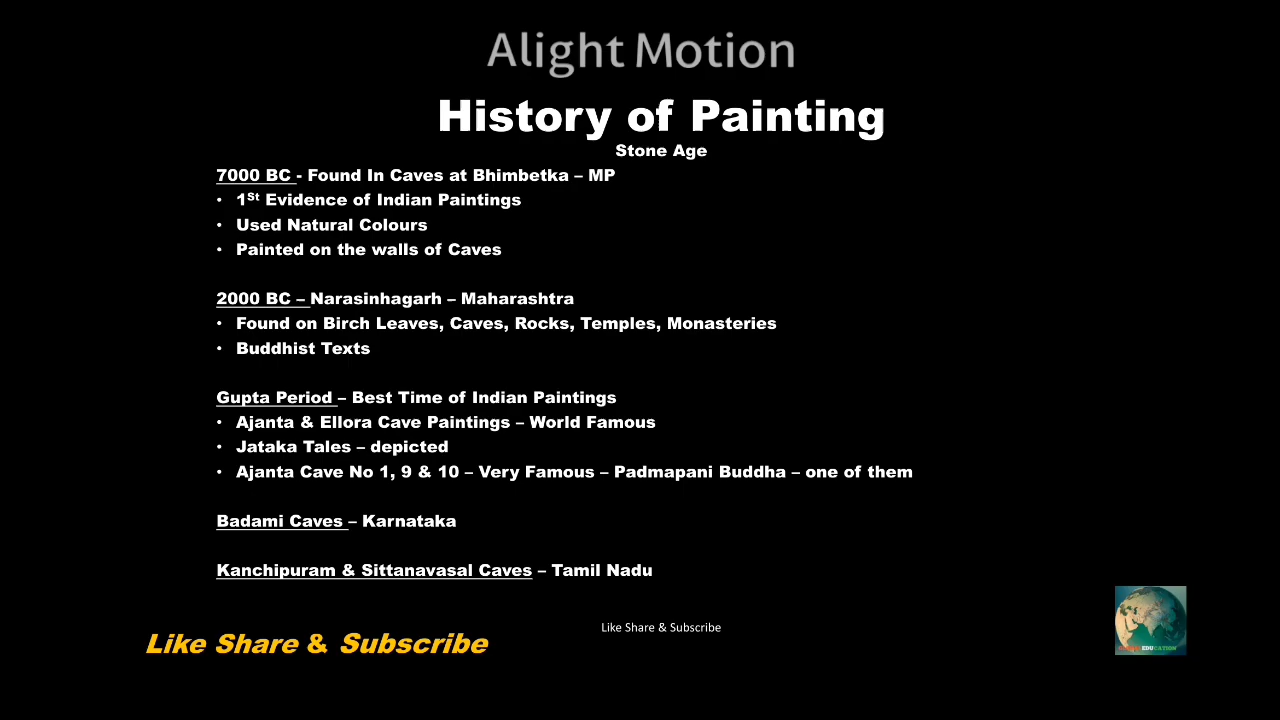 Alight Motion
History of Painting
Stone Age
7000 BC - Found In Caves at Bhimbetka – MP
• 1St Evidence of Indian Paintings
• Used Natural Colours
• Painted on the walls of Caves
2000 BC – Narasinhagarh – Maharashtra
• Found on Birch Leaves, Caves, Rocks, Temples, Monasteries
• Buddhist Texts
Gupta Period – Best Time of Indian Paintings
• Ajanta & Ellora Cave Paintings – World Famous
• Jataka Tales – depicted
• Ajanta Cave No 1, 9 & 10 – Very Famous – Padmapani Buddha – one of them
Badami Caves – Karnataka
Kanchipuram & Sittanavasal Caves – Tamil Nadu
Like Share & Subscribe
Like Share & Subscribe
EDUCATION